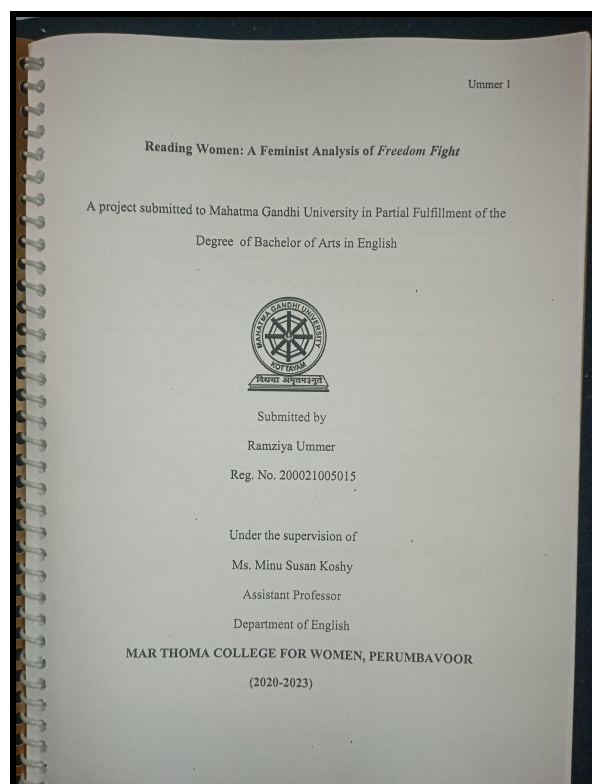 Ummer 1
Reading Women: A Feminist Analysis of Freedom Fight
A project submitted to Mahatma Gandhi University in Partial Fulfillment of the
Degree of Bachelor of Arts in English
MAHATMA GANDHI UNIVERSITY
KOTTAYAM
विद्यया अमृतमश्नुते
Submitted by
Ramziya Ummer
Reg. No. 200021005015
Under the supervision of
Ms. Minu Susan Koshy
Assistant Professor
Department of English
MAR THOMA COLLEGE FOR WOMEN, PERUMBAVOOR
(2020-2023)